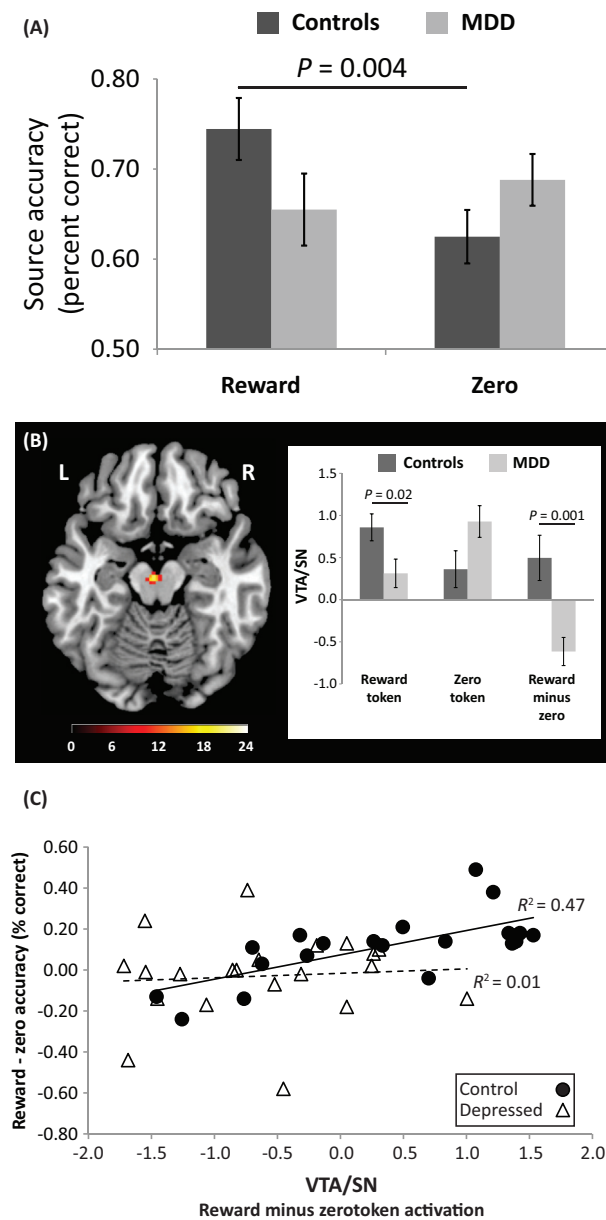 (A)
Controls MDD
P = 0.004
Source accuracy
(percent correct)
0.80
0.70
0.60
0.50
Reward Zero
(B)
L R
0 6 12 18 24
Controls MDD
P = 0.02
P = 0.001
VTA/SN
1.5
1.0
0.5
0.0
-0.5
-1.0
Reward token
Zero token
Reward minus zero
(C)
Reward - zero accuracy (% correct)
0.60
0.40
0.20
0.00
-0.20
-0.40
-0.60
-0.80
R² = 0.47
R² = 0.01
Control
Depressed
-2.0 -1.5 -1.0 -0.5 0.0 0.5 1.0 1.5 2.0
VTA/SN
Reward minus zerotoken activation